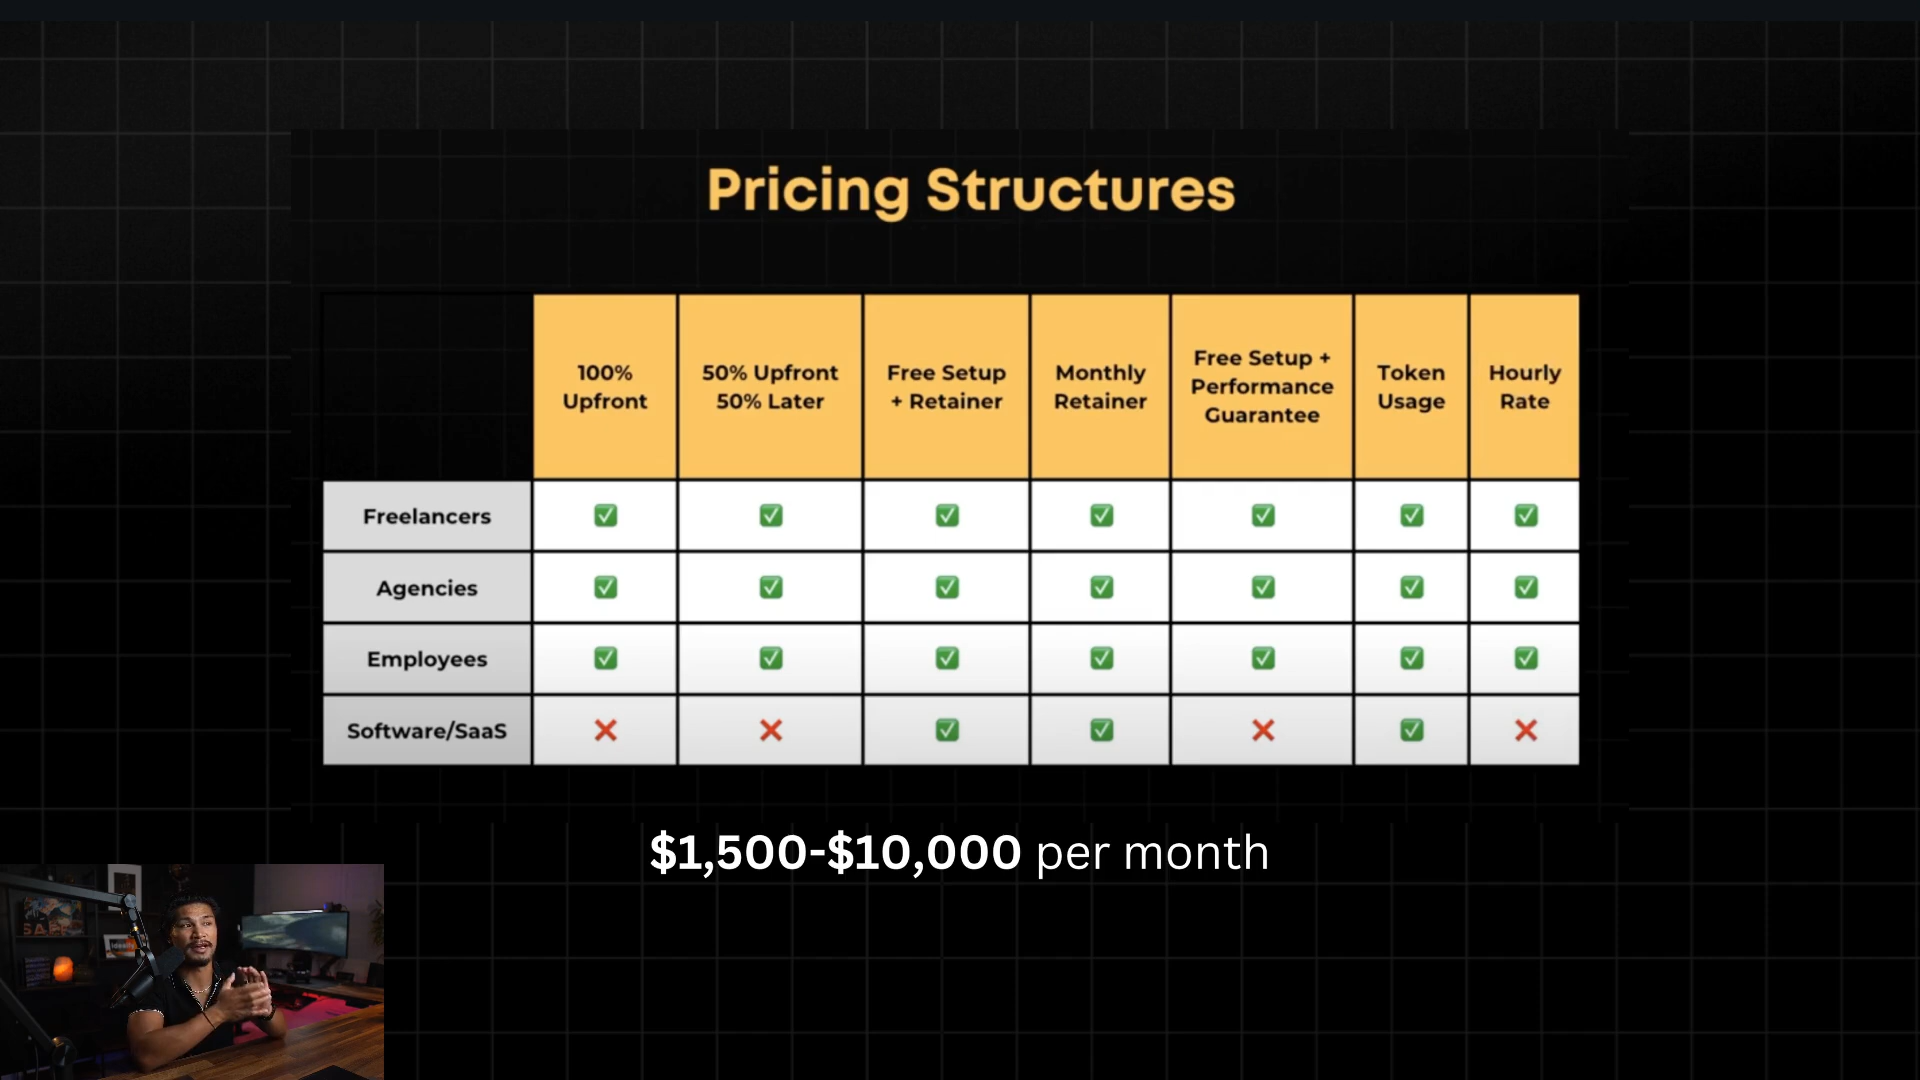 Pricing Structures
100%
Upfront
50% Upfront
50% Later
Free Setup
+ Retainer
Monthly
Retainer
Free Setup +
Performance
Guarantee
Token
Usage
Hourly
Rate
Freelancers ✅ ✅ ✅ ✅ ✅ ✅ ✅
Agencies ✅ ✅ ✅ ✅ ✅ ✅ ✅
Employees ✅ ✅ ✅ ✅ ✅ ✅ ✅
Software/SaaS ❌ ❌ ✅ ✅ ❌ ✅ ❌
$1,500-$10,000 per month